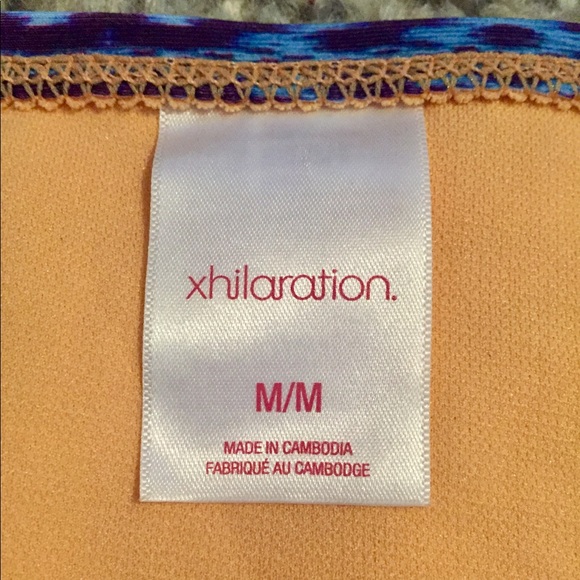 xhilaration.
M/M
MADE IN CAMBODIA
FABRIQUÉ AU CAMBODGE